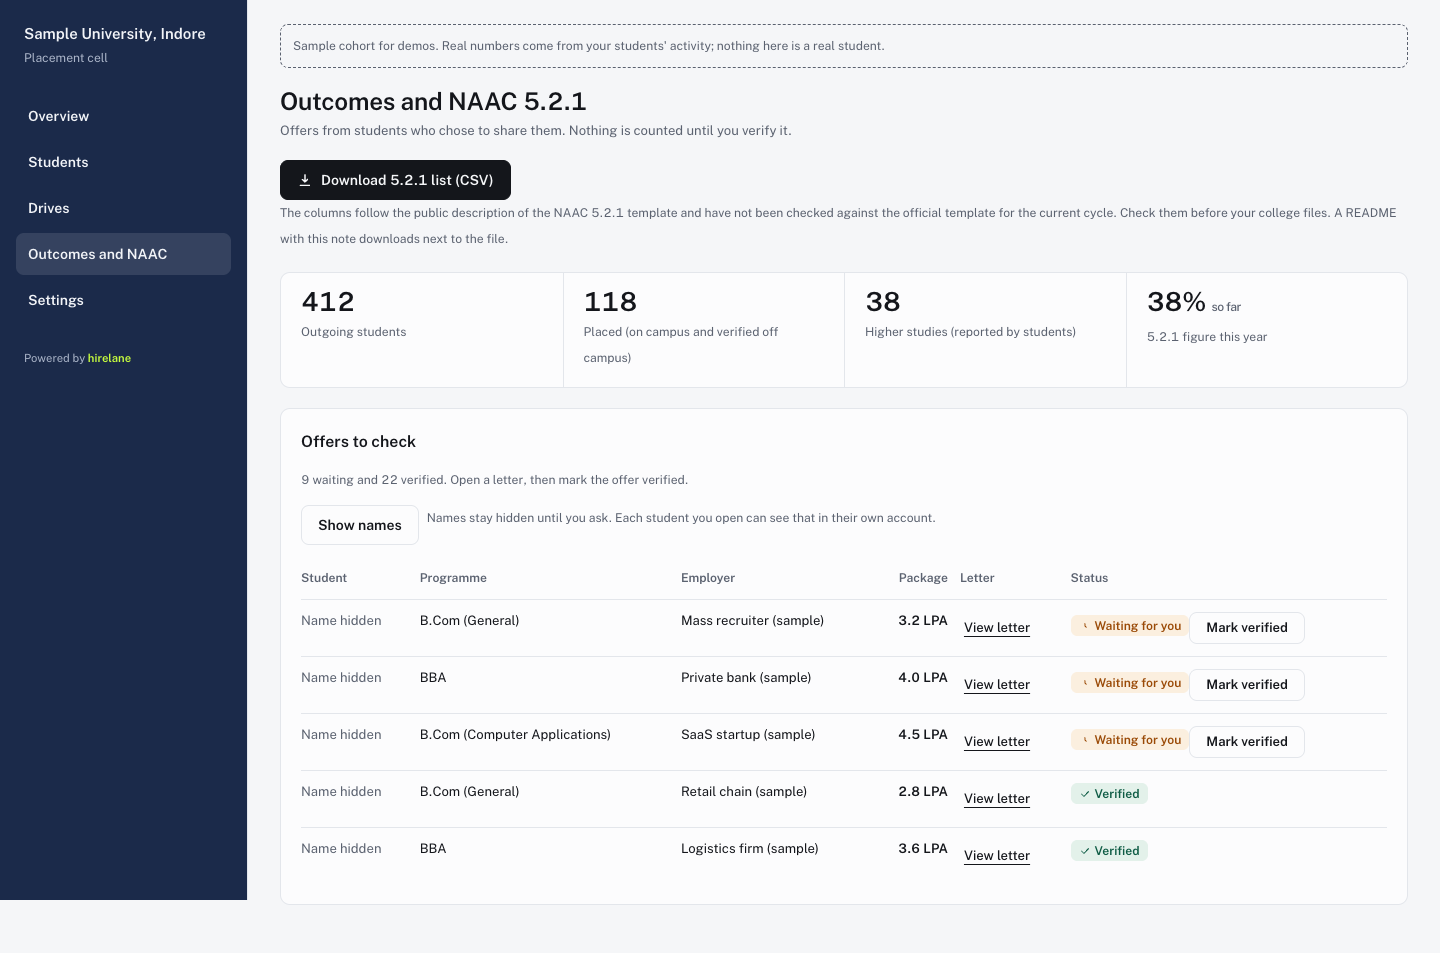 Sample University, Indore
Placement cell
Overview
Students
Drives
Outcomes and NAAC
Settings
Powered by hirelane
Sample cohort for demos. Real numbers come from your students' activity; nothing here is a real student.
Outcomes and NAAC 5.2.1
Offers from students who chose to share them. Nothing is counted until you verify it.
Download 5.2.1 list (CSV)
The columns follow the public description of the NAAC 5.2.1 template and have not been checked against the official template for the current cycle. Check them before your college files. A README
with this note downloads next to the file.
412
Outgoing students
118
Placed (on campus and verified off
campus)
38
Higher studies (reported by students)
38% so far
5.2.1 figure this year
Offers to check
9 waiting and 22 verified. Open a letter, then mark the offer verified.
Show names Names stay hidden until you ask. Each student you open can see that in their own account.
Student Programme Employer Package Letter Status
Name hidden B.Com (General) Mass recruiter (sample) 3.2 LPA View letter Waiting for you Mark verified
Name hidden BBA Private bank (sample) 4.0 LPA View letter Waiting for you Mark verified
Name hidden B.Com (Computer Applications) SaaS startup (sample) 4.5 LPA View letter Waiting for you Mark verified
Name hidden B.Com (General) Retail chain (sample) 2.8 LPA View letter Verified
Name hidden BBA Logistics firm (sample) 3.6 LPA View letter Verified